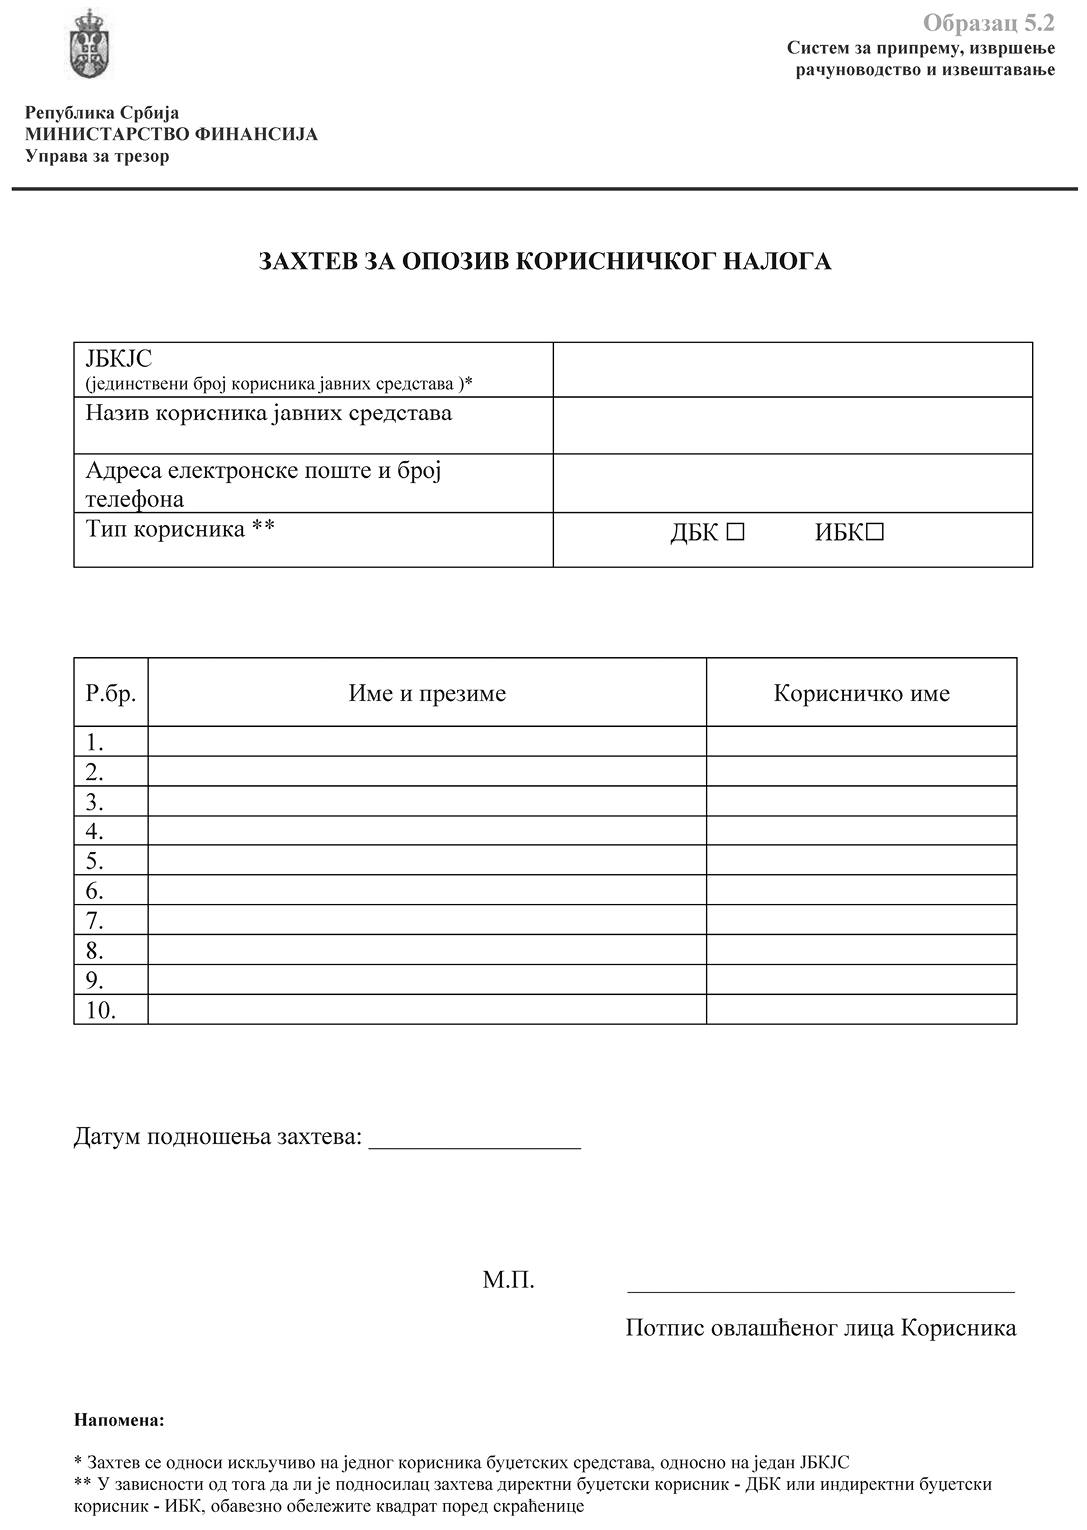 Образац 5.2
Систем за припрему, извршење
рачуноводство и извештавање
Република Србија
МИНИСТАРСТВО ФИНАНСИЈА
Управа за трезор
ЗАХТЕВ ЗА ОПОЗИВ КОРИСНИЧКОГ НАЛОГА
ЈБКЈС
(јединствени број корисника јавних средстава )*
Назив корисника јавних средстава
Адреса електронске поште и број
телефона
Тип корисника ** ДБК ☐ ИБК☐
Р.бр. Име и презиме Корисничко име
1.
2.
3.
4.
5.
6.
7.
8.
9.
10.
Датум подношења захтева: _________________
М.П. _______________________________
Потпис овлашћеног лица Корисника
Напомена:
* Захтев се односи искључиво на једног корисника буџетских средстава, односно на један ЈБКЈС
** У зависности од тога да ли је подносилац захтева директни буџетски корисник - ДБК или индиректни буџетски
корисник - ИБК, обавезно обележите квадрат поред скраћенице